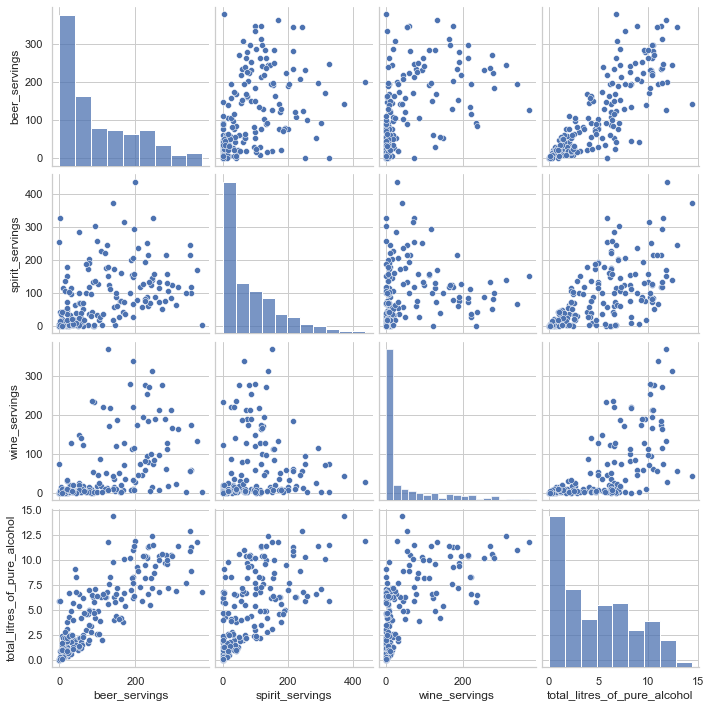 beer_servings
300
200
100
0
spirit_servings
400
300
200
100
0
wine_servings
300
200
100
0
total_litres_of_pure_alcohol
15.0
12.5
10.0
7.5
5.0
2.5
0.0
0 200
0 200 400
0 200
0 5 10 15
beer_servings
spirit_servings
wine_servings
total_litres_of_pure_alcohol